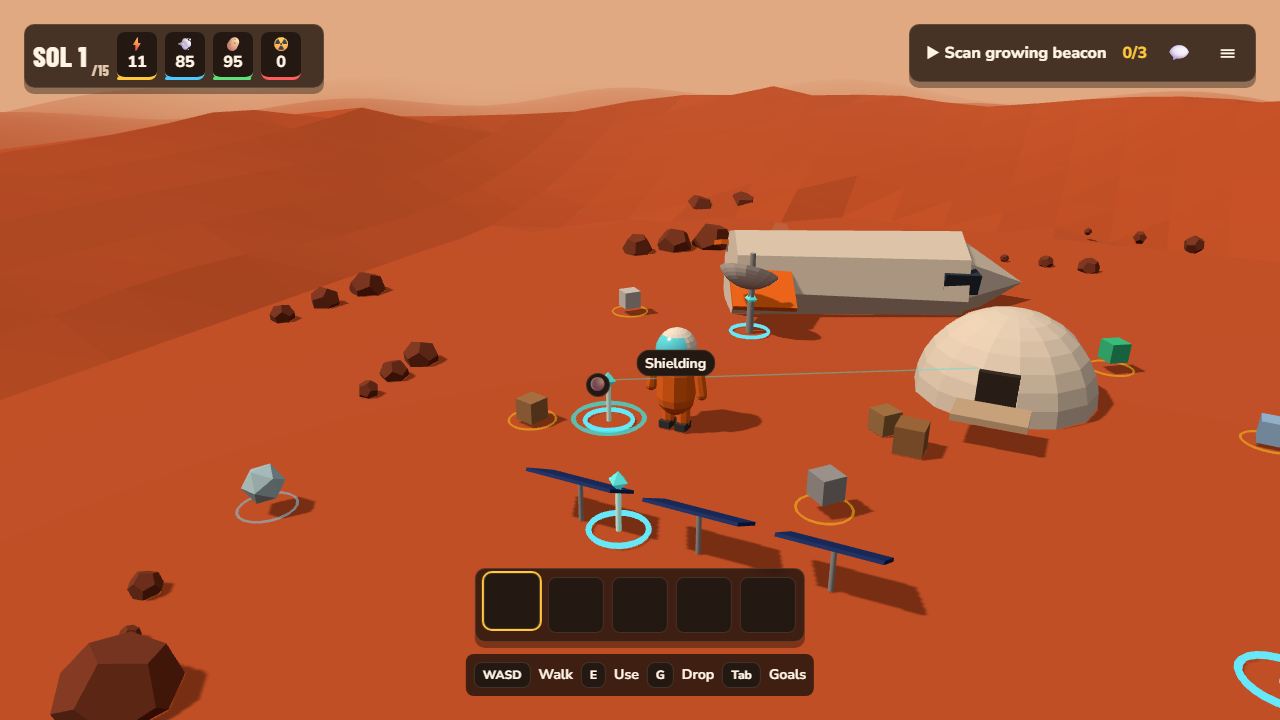 SOL 1 /15
11 85 95 0
▶ Scan growing beacon 0/3
Shielding
WASD Walk E Use G Drop Tab Goals